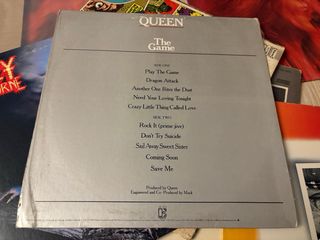 QUEEN
The
Game
SIDE ONE
Play The Game
Dragon Attack
Another One Bites the Dust
Need Your Loving Tonight
Crazy Little Thing Called Love
SIDE TWO
Rock It (prime jive)
Don't Try Suicide
Sail Away Sweet Sister
Coming Soon
Save Me
Produced by Queen
Engineered and Co-Produced by Mack